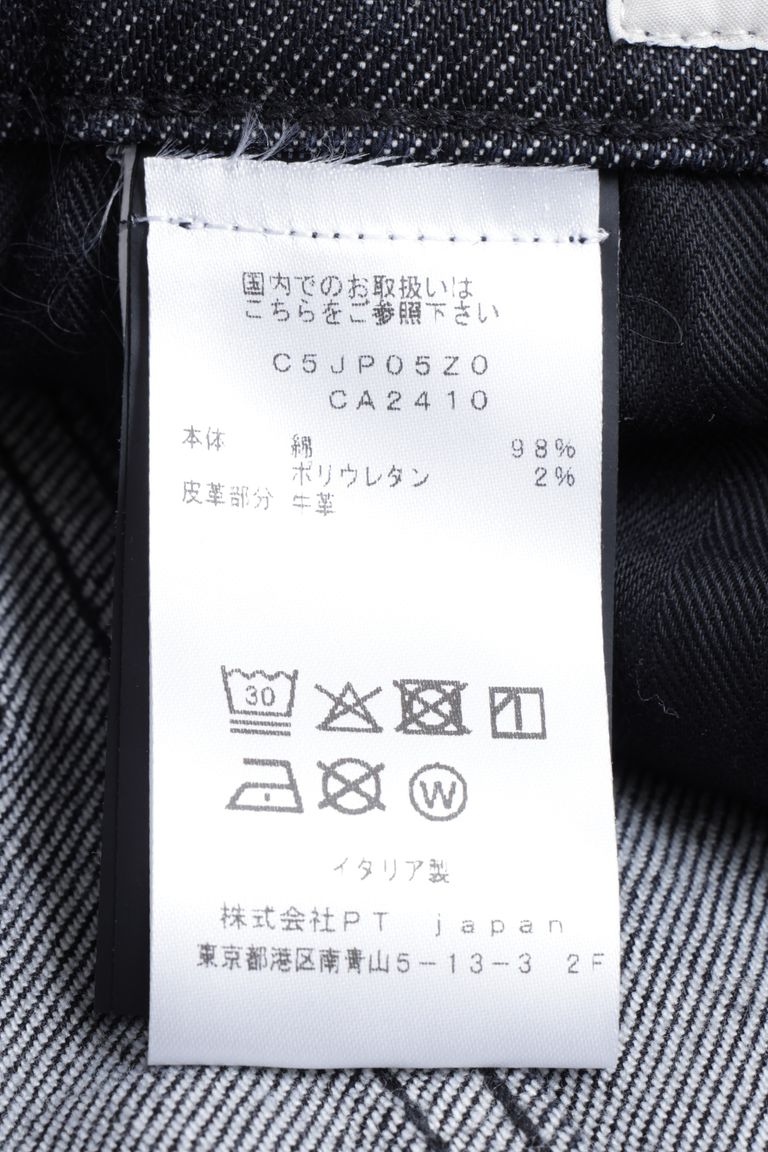 国内でのお取扱いは
こちらをご参照下さい
C5JP05Z0
CA2410
本体 綿 98%
ポリウレタン 2%
皮革部分 牛革
30
W
イタリア製
株式会社PT japan
東京都港区南青山5-13-3 2F